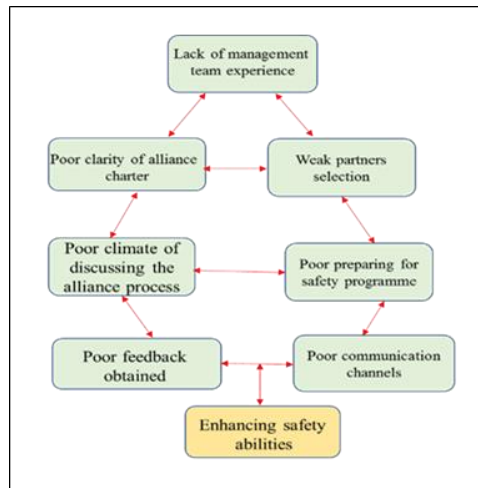 Lack of management
team experience
Poor clarity of alliance
charter
Weak partners
selection
Poor climate of
discussing the
alliance process
Poor preparing for
safety programme
Poor feedback
obtained
Poor communication
channels
Enhancing safety
abilities